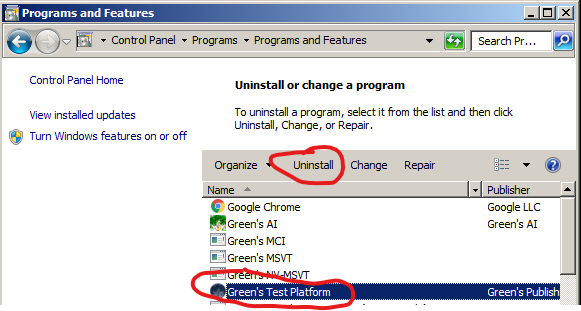 Programs and Features
Control Panel Programs Programs and Features Search Pr...
Control Panel Home
View installed updates
Turn Windows features on or off
Uninstall or change a program
To uninstall a program, select it from the list and then click
Uninstall, Change, or Repair.
Organize Uninstall Change Repair
Name Publisher
Google Chrome Google LLC
Green's AI Green's AI
Green's MCI
Green's MSVT
Green's NV-MSVT
Green's Test Platform Green's Publish